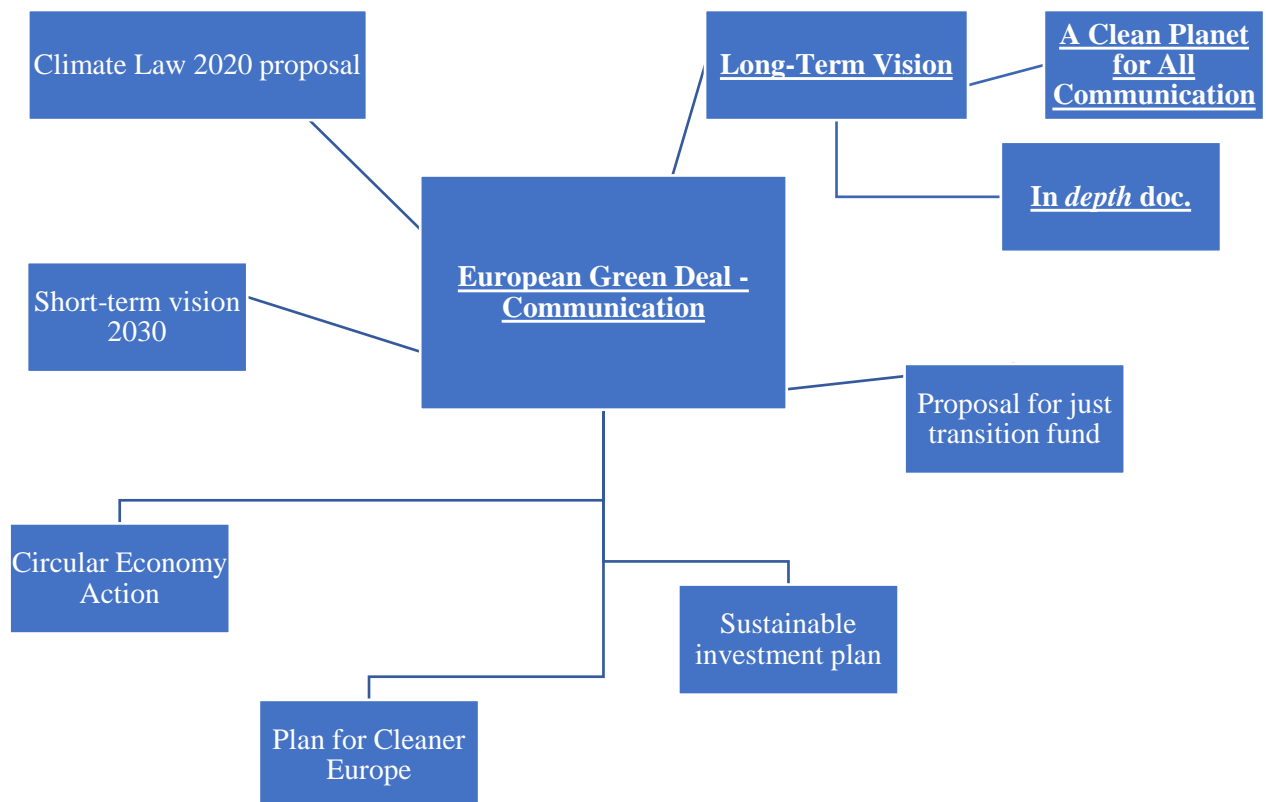 Climate Law 2020 proposal
Long-Term Vision
A Clean Planet
for All
Communication
In depth doc.
European Green Deal -
Communication
Short-term vision
2030
Proposal for just
transition fund
Circular Economy
Action
Sustainable
investment plan
Plan for Cleaner
Europe